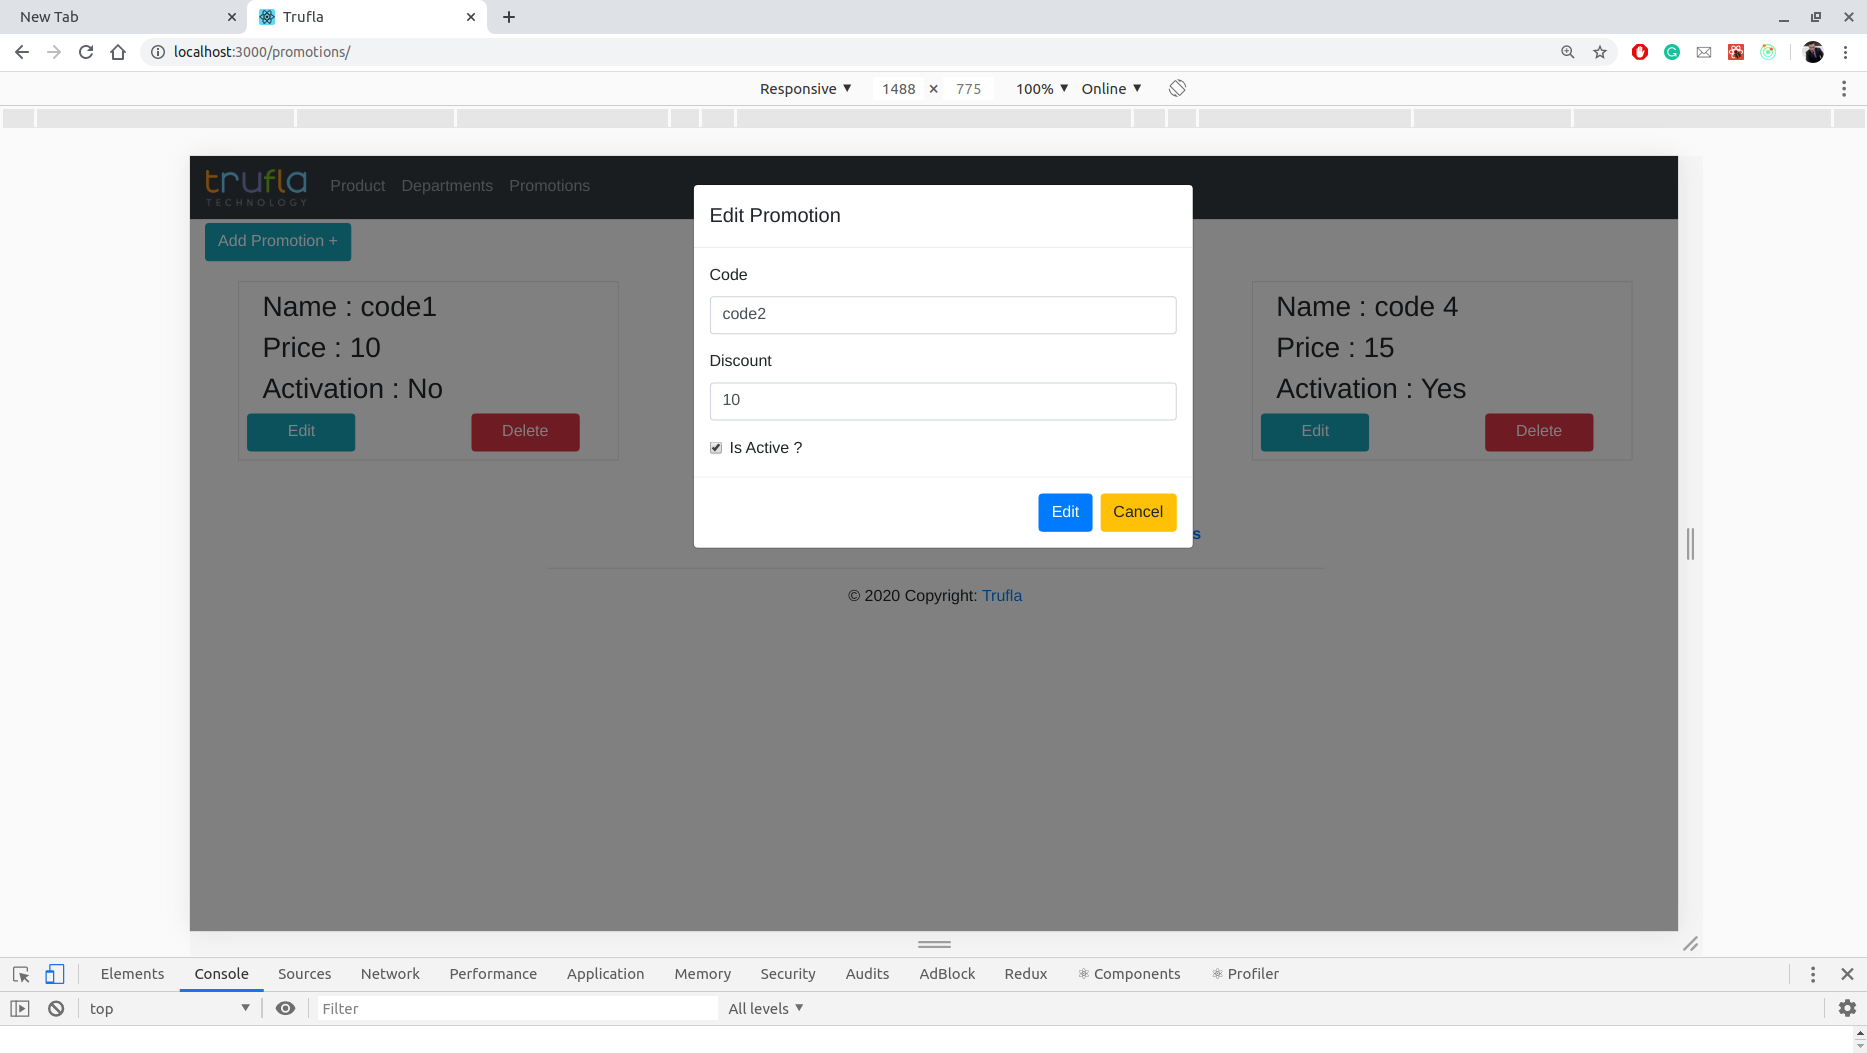 New Tab
Trufla
localhost:3000/promotions/
Responsive 1488 × 775 100% Online
trufla
TECHNOLOGY
Product Departments Promotions
Add Promotion +
Edit Promotion
Code
code2
Discount
10
Is Active ?
Edit Cancel
Name : code1
Price : 10
Activation : No
Edit Delete
Name : code 4
Price : 15
Activation : Yes
Edit Delete
s
© 2020 Copyright: Trufla
Elements Console Sources Network Performance Application Memory Security Audits AdBlock Redux Components Profiler
top Filter All levels